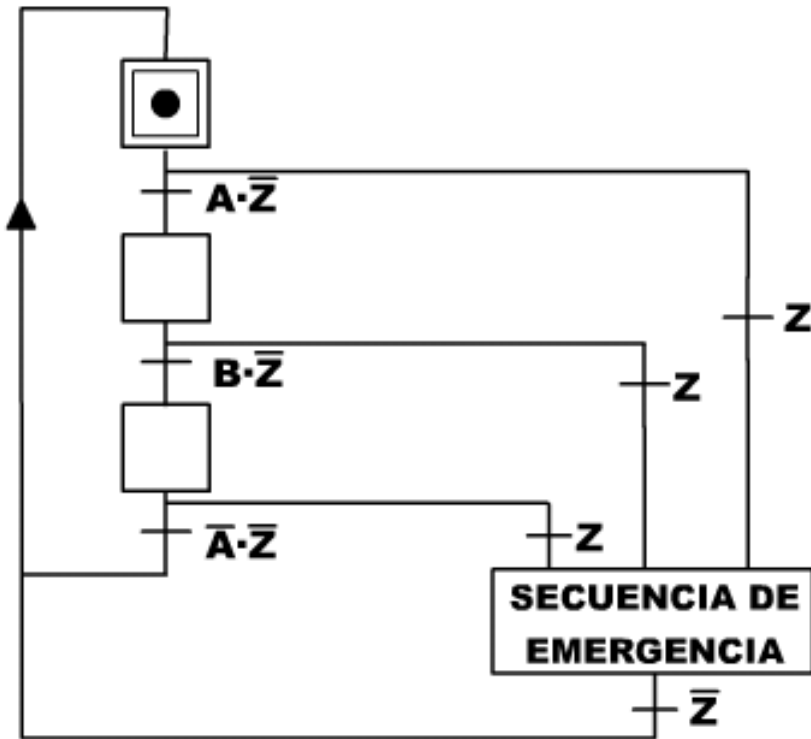 A·Z̅
Z
B·Z̅
Z
A̅·Z̅
Z
SECUENCIA DE
EMERGENCIA
Z̅